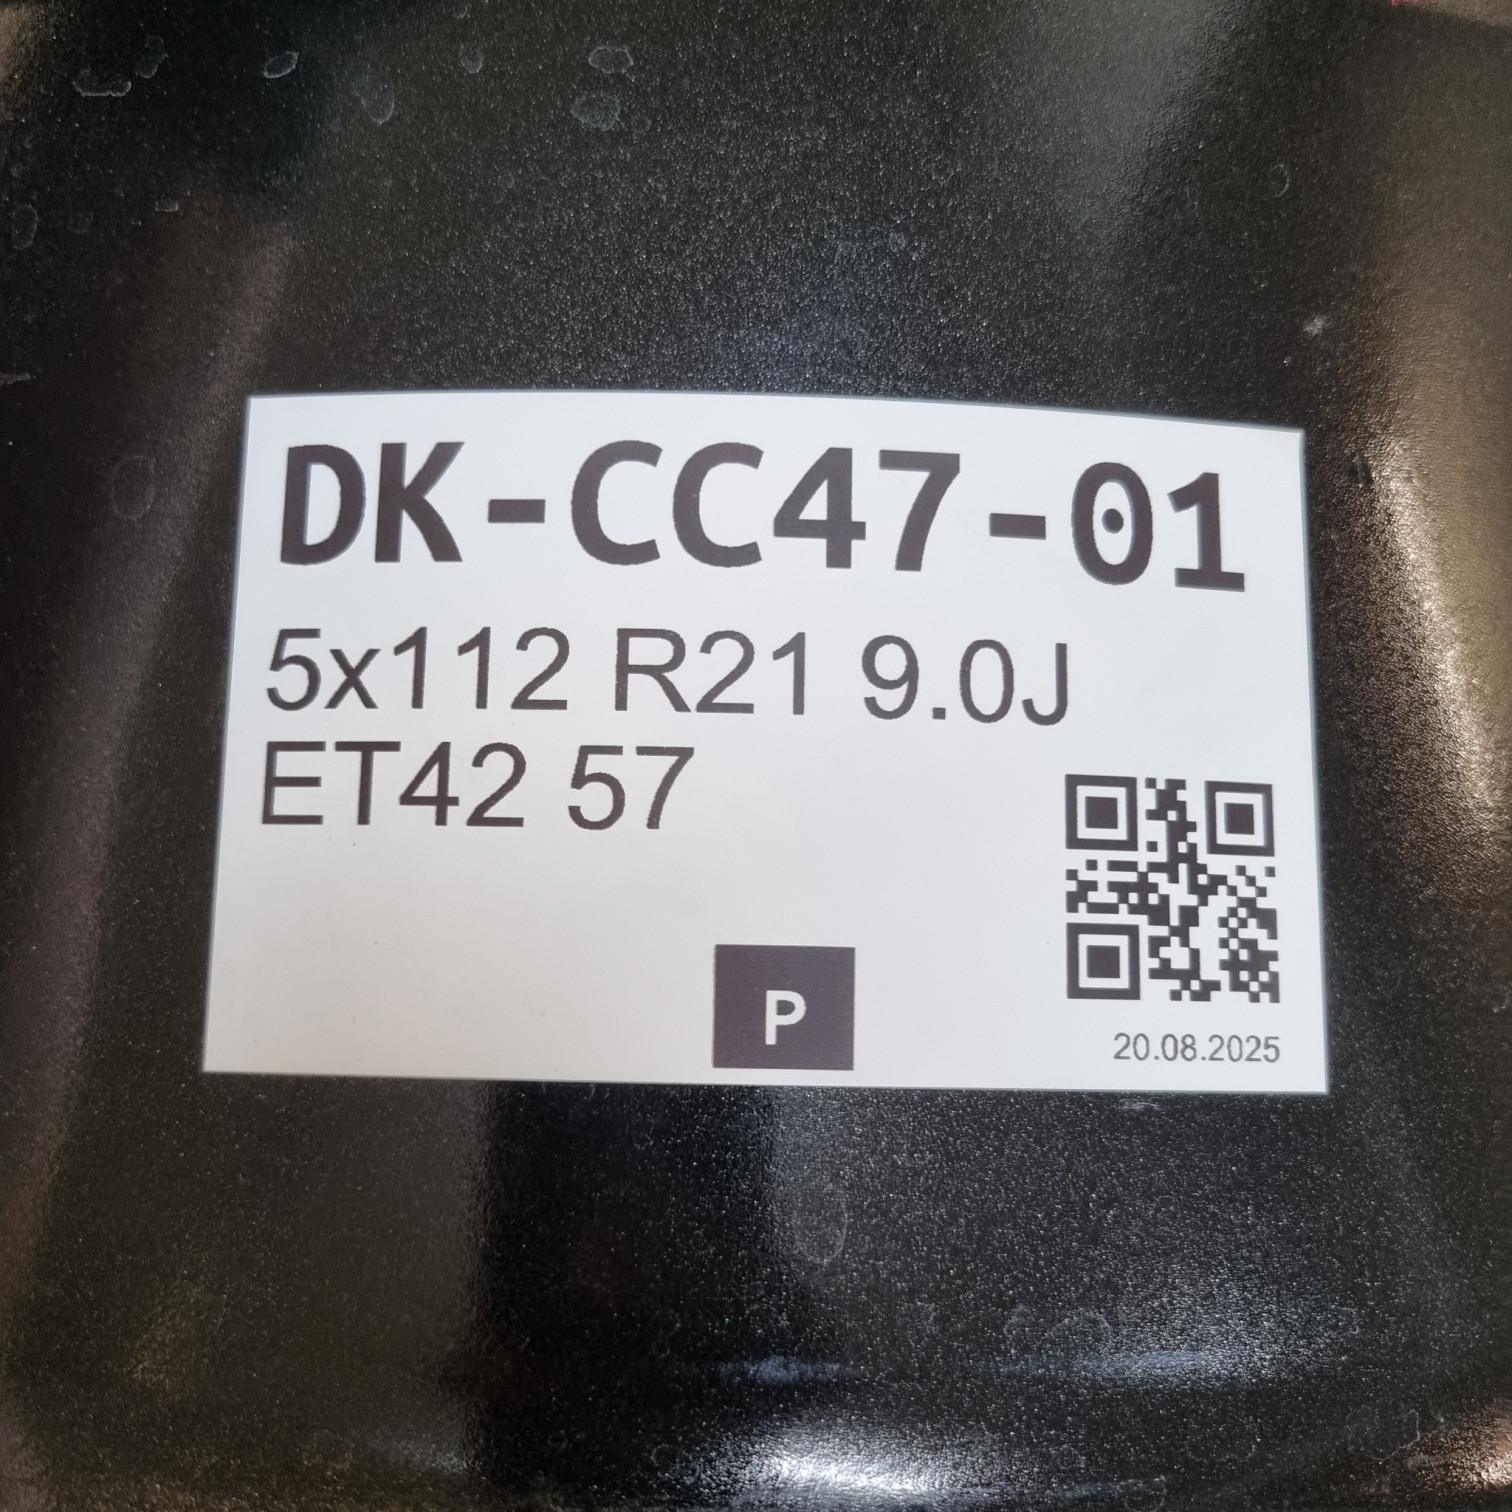 DK-CC47-01
5x112 R21 9.0J
ET42 57
P
20.08.2025